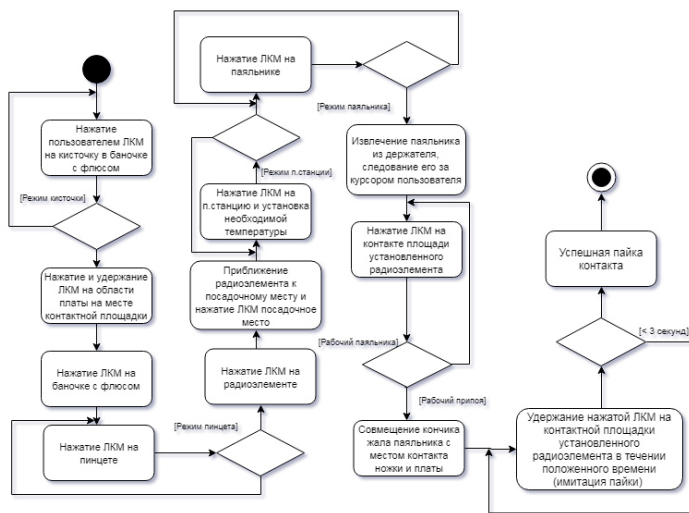 Нажатие
пользователем ЛКМ
на кисточку в баночке
с флюсом
[Режим кисточки]
Нажатие и удержание
ЛКМ на области
платы на месте
контактной площадки
Нажатие ЛКМ на
баночке с флюсом
Нажатие ЛКМ на
пинцете
[Режим пинцета]
Нажатие ЛКМ на
радиоэлементе
Приближение
радиоэлемента к
посадочному месту и
нажатие ЛКМ посадочное
место
Нажатие ЛКМ на
п.станцию и установка
необходимой
температуры
[Режим п.станции]
Нажатие ЛКМ на
паяльнике
[Режим паяльника]
Извлечение паяльника
из держателя,
следование его за
курсором пользователя
Нажатие ЛКМ на
контакте площади
установленного
радиоэлемента
[Рабочий паяльника]
[Рабочий припоя]
Совмещение кончика
жала паяльника с
местом контакта
ножки и платы
Удержание нажатой ЛКМ на
контактной площадки
установленного
радиоэлемента в течении
положенного времени
(имитация пайки)
[< 3 секунд]
Успешная пайка
контакта